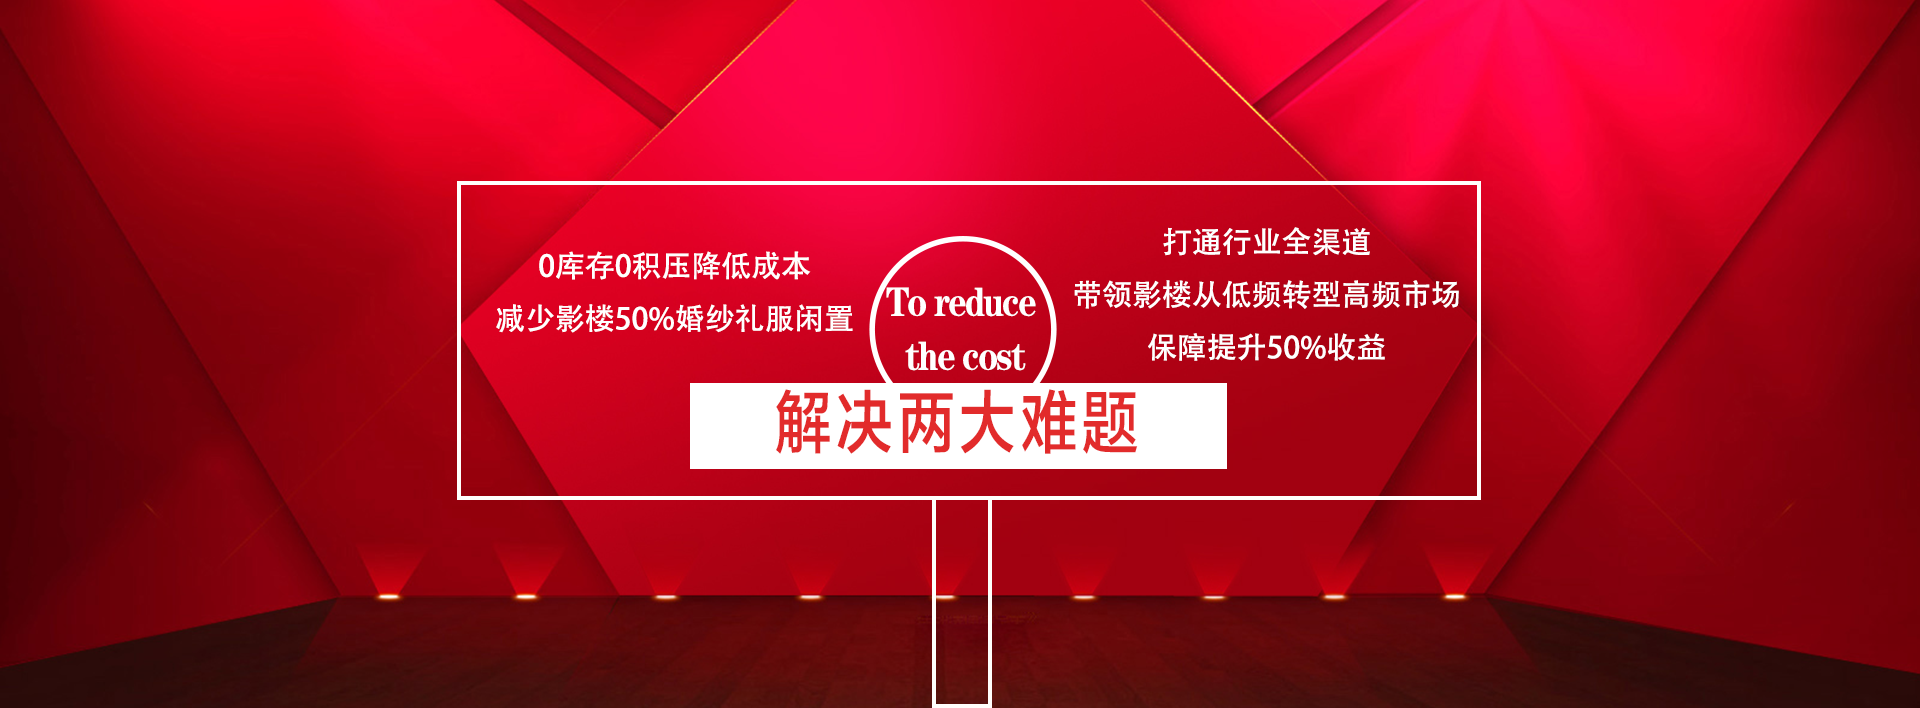 0库存0积压降低成本
减少影楼50%婚纱礼服闲置
To reduce
the cost
打通行业全渠道
带领影楼从低频转型高频市场
保障提升50%收益
解决两大难题